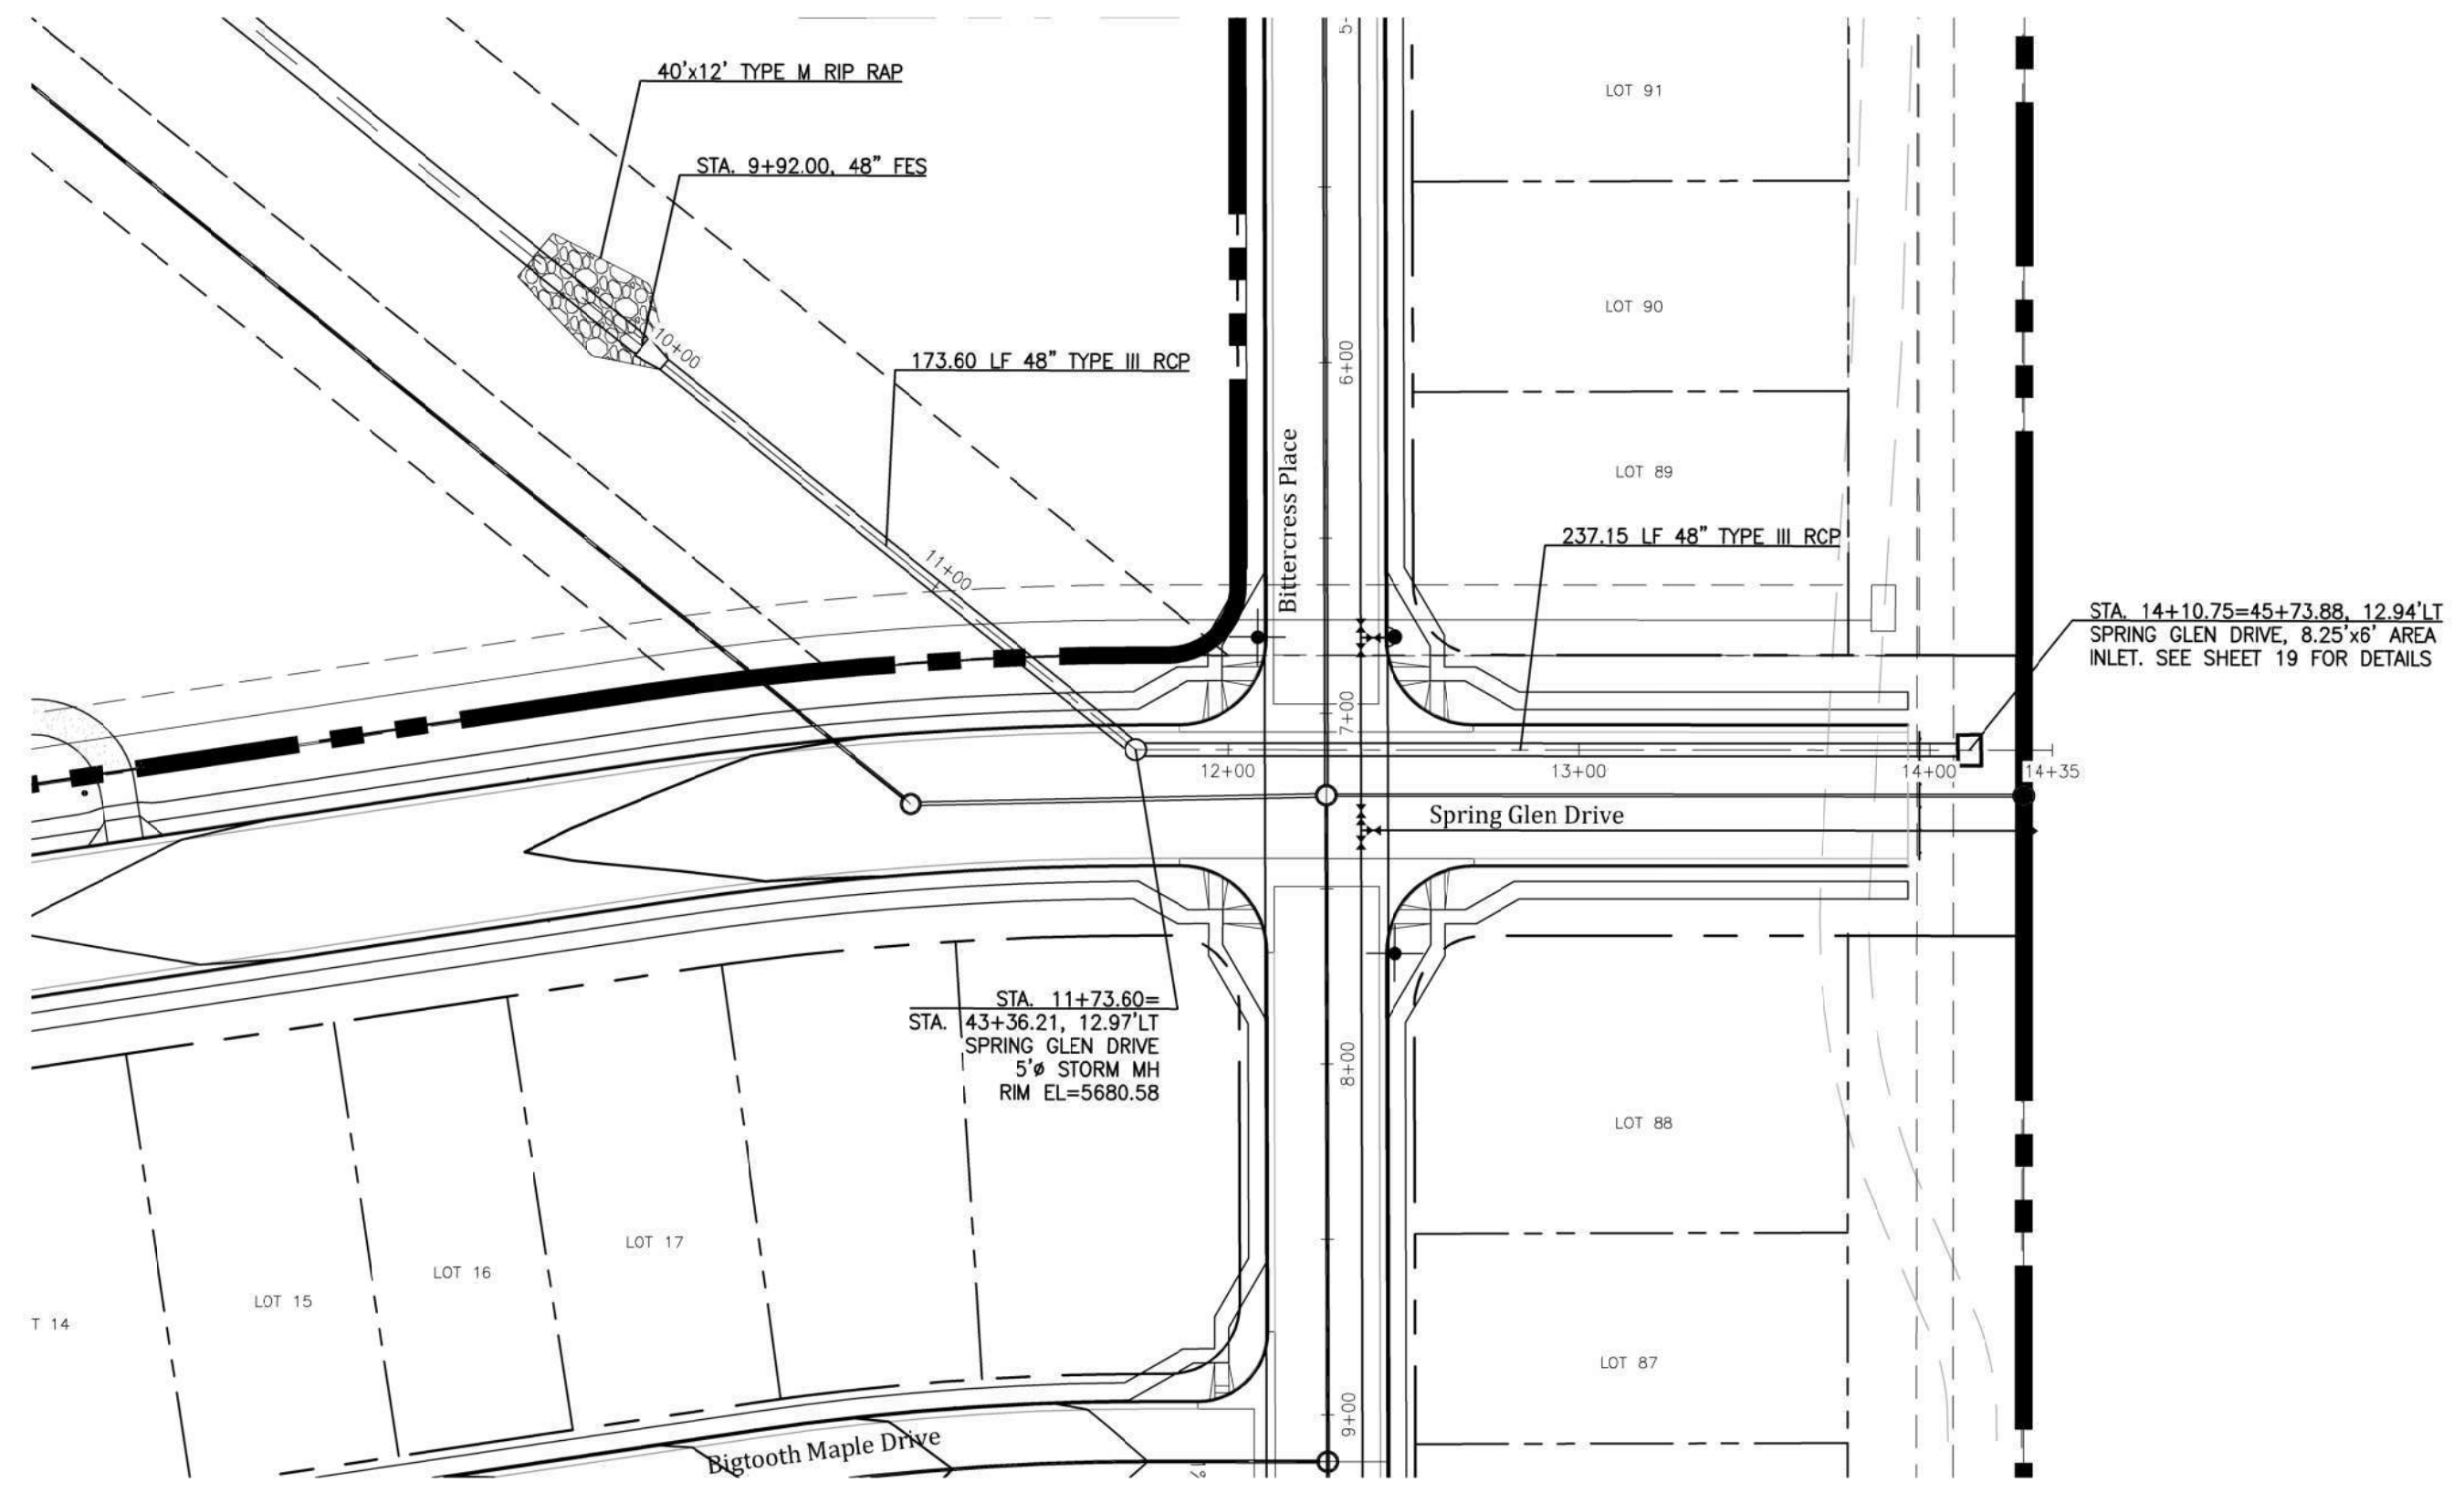 40'x12' TYPE M RIP RAP
5-
LOT 91
STA. 9+92.00, 48" FES
LOT 90
10+00
173.60 LF 48" TYPE III RCP
6+00
LOT 89
Bittercress Place
237.15 LF 48" TYPE III RCP
11+00
STA. 14+10.75=45+73.88, 12.94'LT
SPRING GLEN DRIVE, 8.25'x6' AREA
INLET. SEE SHEET 19 FOR DETAILS
7+00
12+00
13+00
14+00
14+35
Spring Glen Drive
STA. 11+73.60=
STA. 43+36.21, 12.97'LT
SPRING GLEN DRIVE
5'ø STORM MH
RIM EL=5680.58
8+00
LOT 88
LOT 17
LOT 16
LOT 15
T 14
LOT 87
9+00
Bigtooth Maple Drive